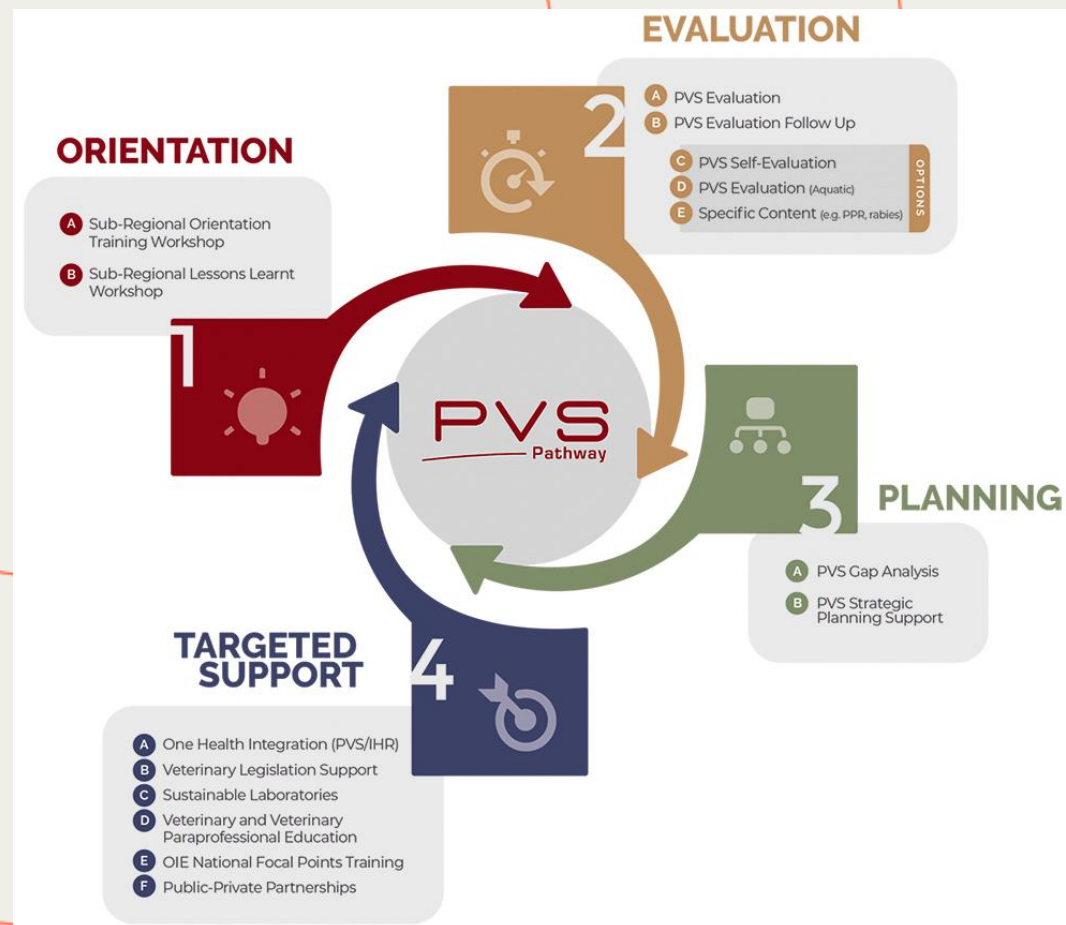 ORIENTATION
A Sub-Regional Orientation
Training Workshop
B Sub-Regional Lessons Learnt
Workshop
1
EVALUATION
2
A PVS Evaluation
B PVS Evaluation Follow Up
C PVS Self-Evaluation
D PVS Evaluation (Aquatic)
E Specific Content (e.g. PPR, rabies)
OPTIONS
PVS
Pathway
3
PLANNING
A PVS Gap Analysis
B PVS Strategic
Planning Support
TARGETED
SUPPORT
4
A One Health Integration (PVS/IHR)
B Veterinary Legislation Support
C Sustainable Laboratories
D Veterinary and Veterinary
Paraprofessional Education
E OIE National Focal Points Training
F Public-Private Partnerships